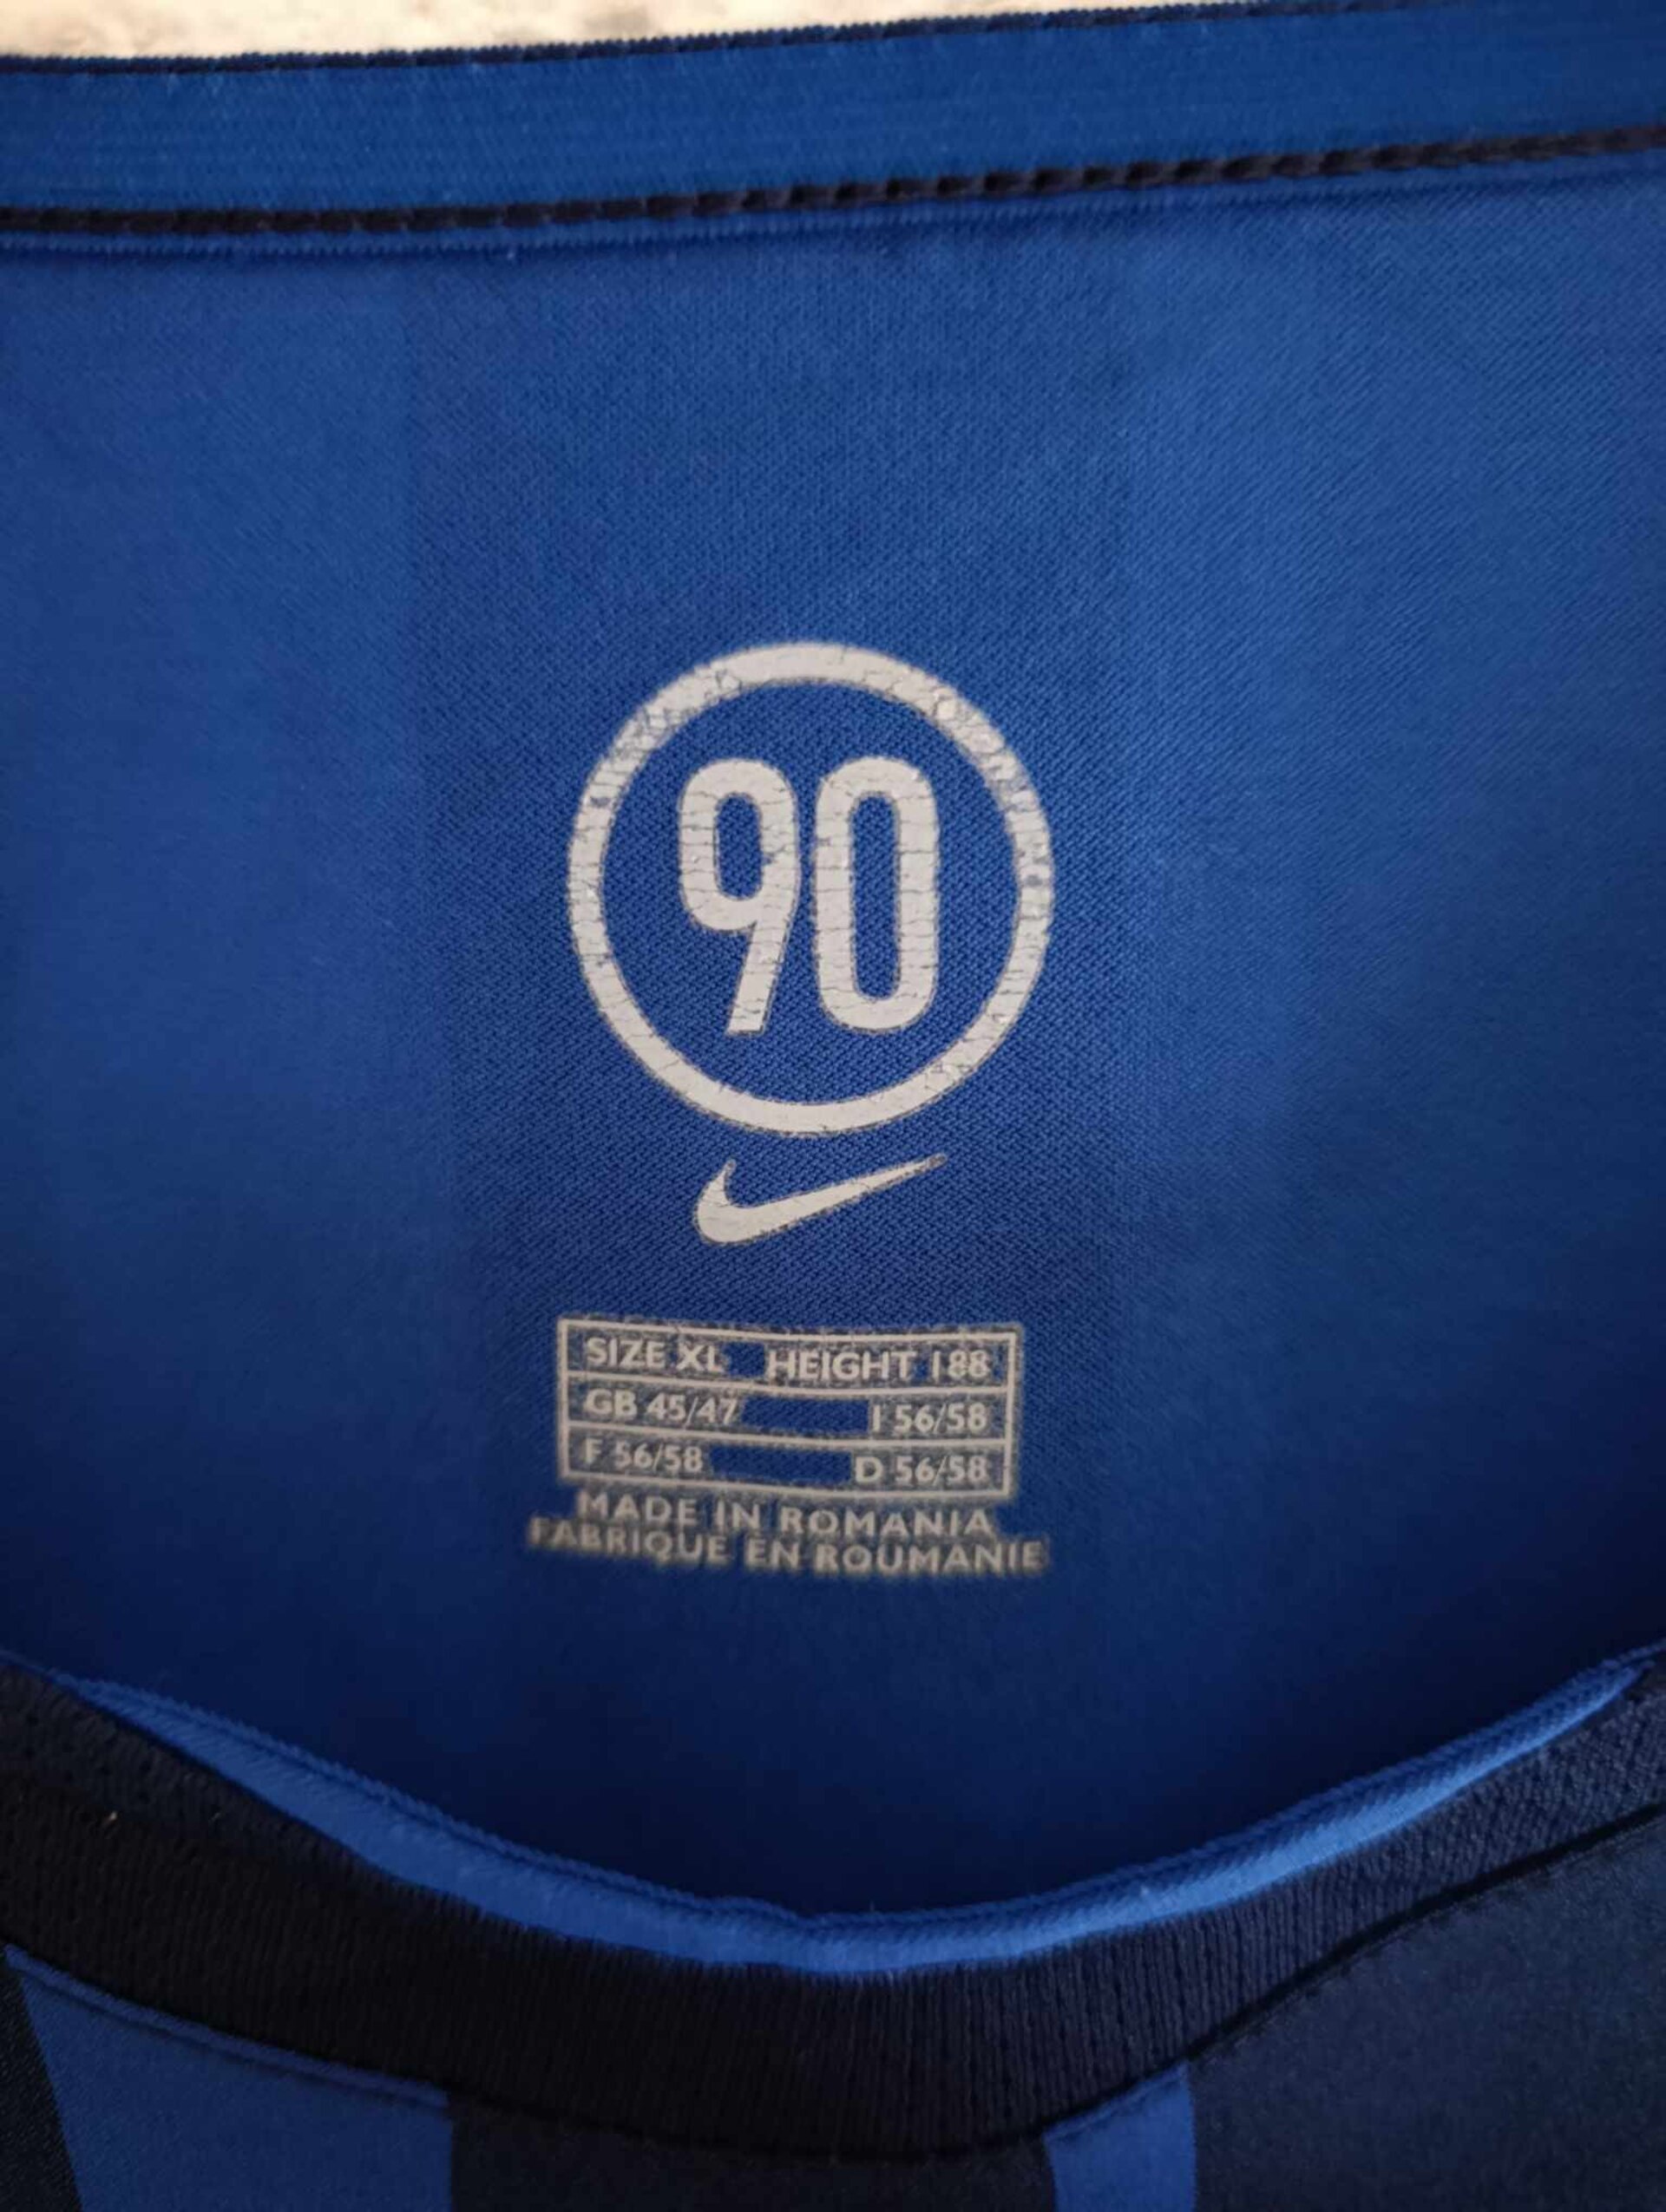 90
SIZE XL HEIGHT 188
GB 45/47 I 56/58
F 56/58 D 56/58
MADE IN ROMANIA
FABRIQUE EN ROUMANIE